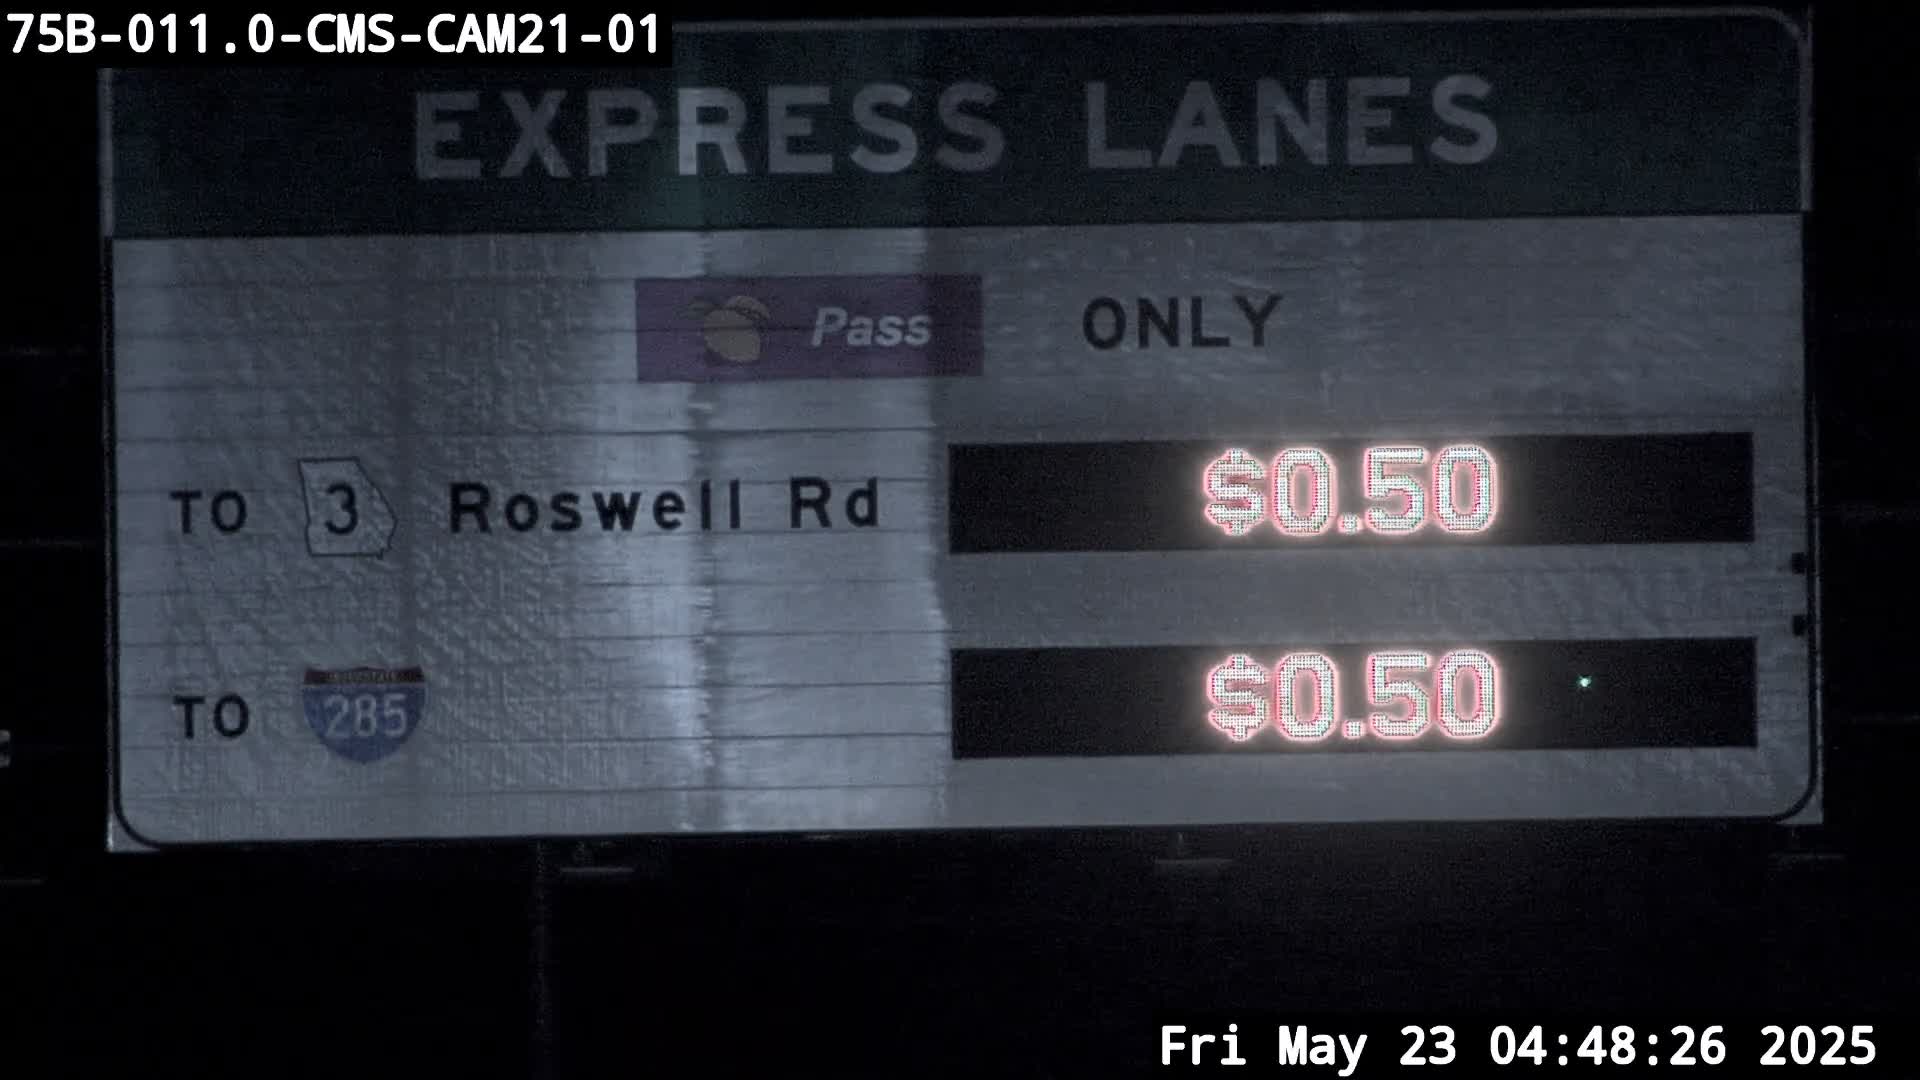 75B-011.0-CMS-CAM21-01
EXPRESS LANES
Pass ONLY
TO 3 Roswell Rd $0.50
TO 285 $0.50
Fri May 23 04:48:26 2025